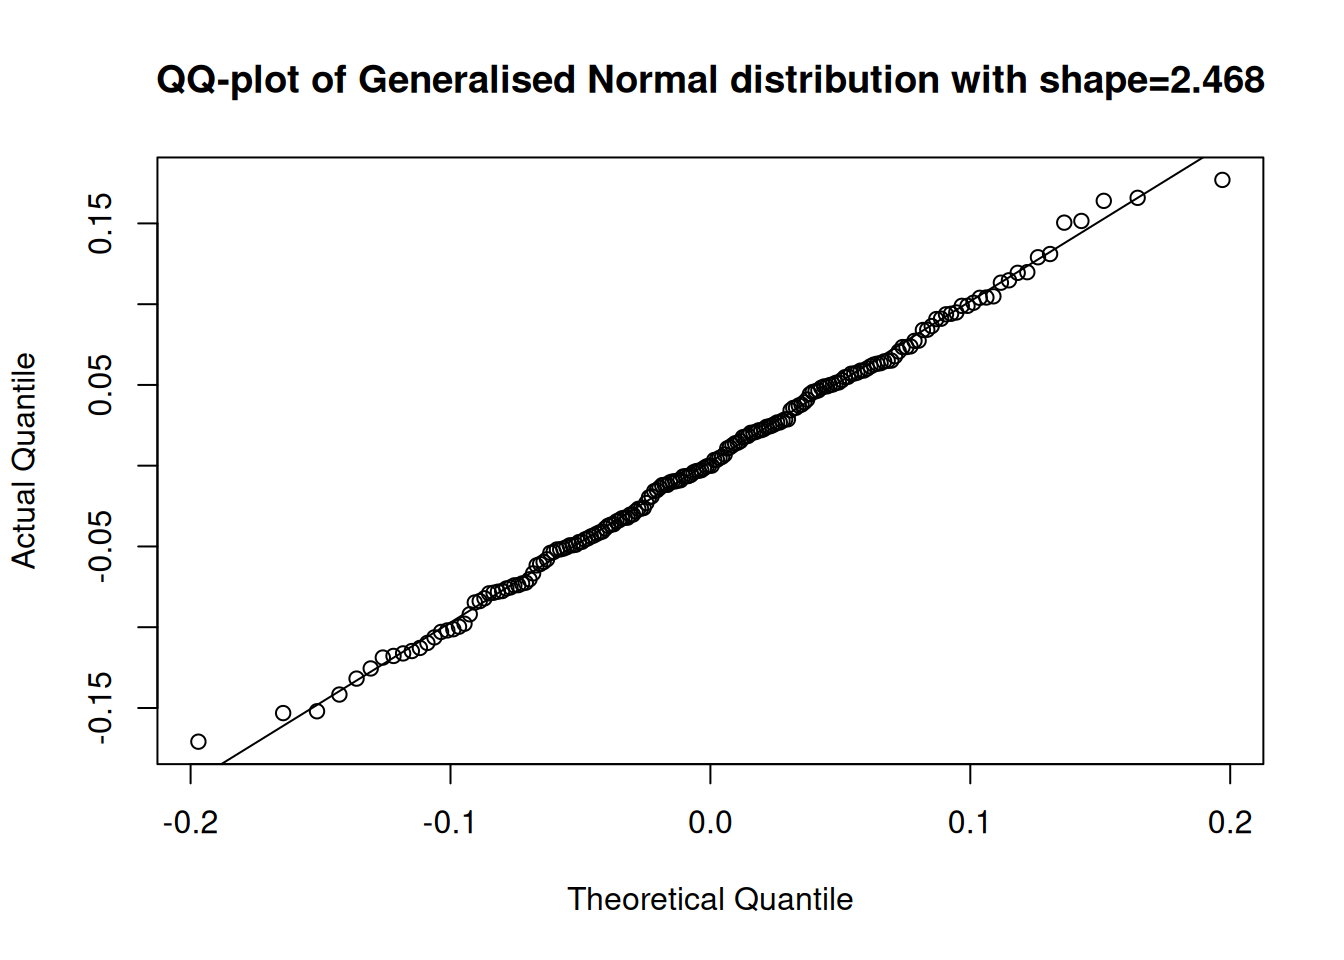 QQ-plot of Generalised Normal distribution with shape=2.468
Actual Quantile
0.15
0.05
-0.05
-0.15
-0.2 -0.1 0.0 0.1 0.2
Theoretical Quantile